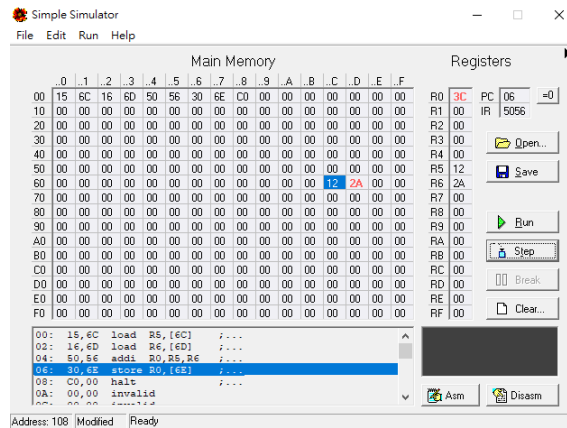 Simple Simulator
File Edit Run Help
Main Memory
Registers
..0 ..1 ..2 ..3 ..4 ..5 ..6 ..7 ..8 ..9 ..A ..B ..C ..D ..E ..F
00 15 6C 16 6D 50 56 30 6E C0 00 00 00 00 00 00 00 R0 3C PC 06 =0
10 00 00 00 00 00 00 00 00 00 00 00 00 00 00 00 00 R1 00 IR 5056
20 00 00 00 00 00 00 00 00 00 00 00 00 00 00 00 00 R2 00
30 00 00 00 00 00 00 00 00 00 00 00 00 00 00 00 00 R3 00 Open...
40 00 00 00 00 00 00 00 00 00 00 00 00 00 00 00 00 R4 00
50 00 00 00 00 00 00 00 00 00 00 00 00 00 00 00 00 R5 12 Save
60 00 00 00 00 00 00 00 00 00 00 00 00 12 2A 00 00 R6 2A
70 00 00 00 00 00 00 00 00 00 00 00 00 00 00 00 00 R7 00
80 00 00 00 00 00 00 00 00 00 00 00 00 00 00 00 00 R8 00
90 00 00 00 00 00 00 00 00 00 00 00 00 00 00 00 00 R9 00 Run
A0 00 00 00 00 00 00 00 00 00 00 00 00 00 00 00 00 RA 00
B0 00 00 00 00 00 00 00 00 00 00 00 00 00 00 00 00 RB 00 Step
C0 00 00 00 00 00 00 00 00 00 00 00 00 00 00 00 00 RC 00
D0 00 00 00 00 00 00 00 00 00 00 00 00 00 00 00 00 RD 00 Break
E0 00 00 00 00 00 00 00 00 00 00 00 00 00 00 00 00 RE 00
F0 00 00 00 00 00 00 00 00 00 00 00 00 00 00 00 00 RF 00 Clear...
00: 15,6C load R5,[6C] ;...
02: 16,6D load R6,[6D] ;...
04: 50,56 addi R0,R5,R6 ;...
06: 30,6E store R0,[6E] ;...
08: C0,00 halt ;...
0A: 00,00 invalid
Asm Disasm
Address: 108 Modified Ready